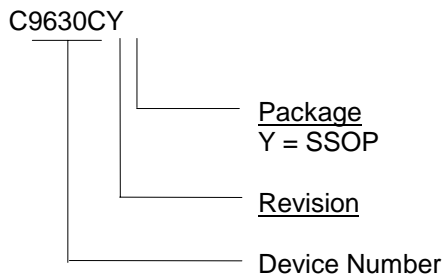 C9630CY
Package
Y = SSOP
Revision
Device Number